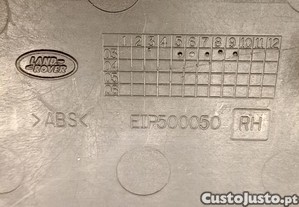 1 2 3 4 5 6 7 8 9 10 11 12
LAND
ROVER
>ABS< EIP500050 RH
CustoJusto.pt